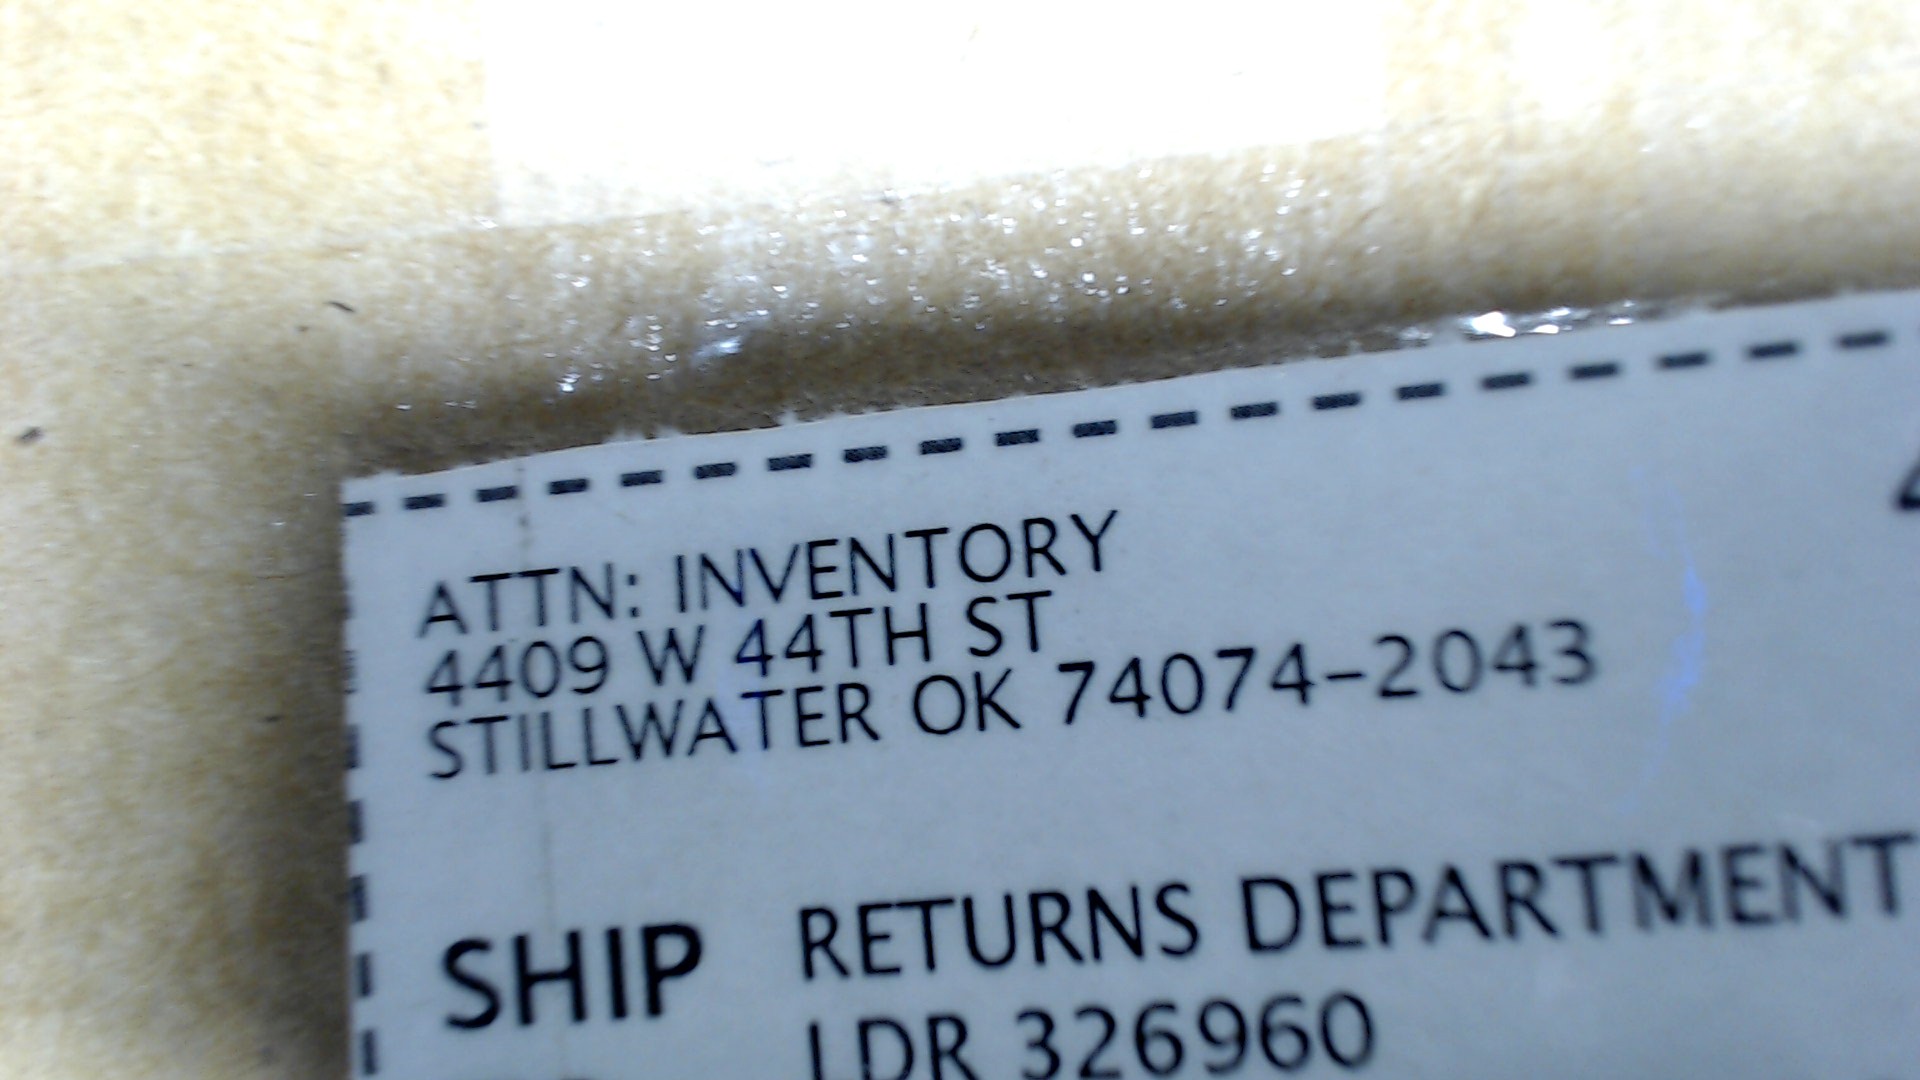 ATTN: INVENTORY
4409 W 44TH ST
STILLWATER OK 74074-2043
SHIP RETURNS DEPARTMENT
LDR 326960